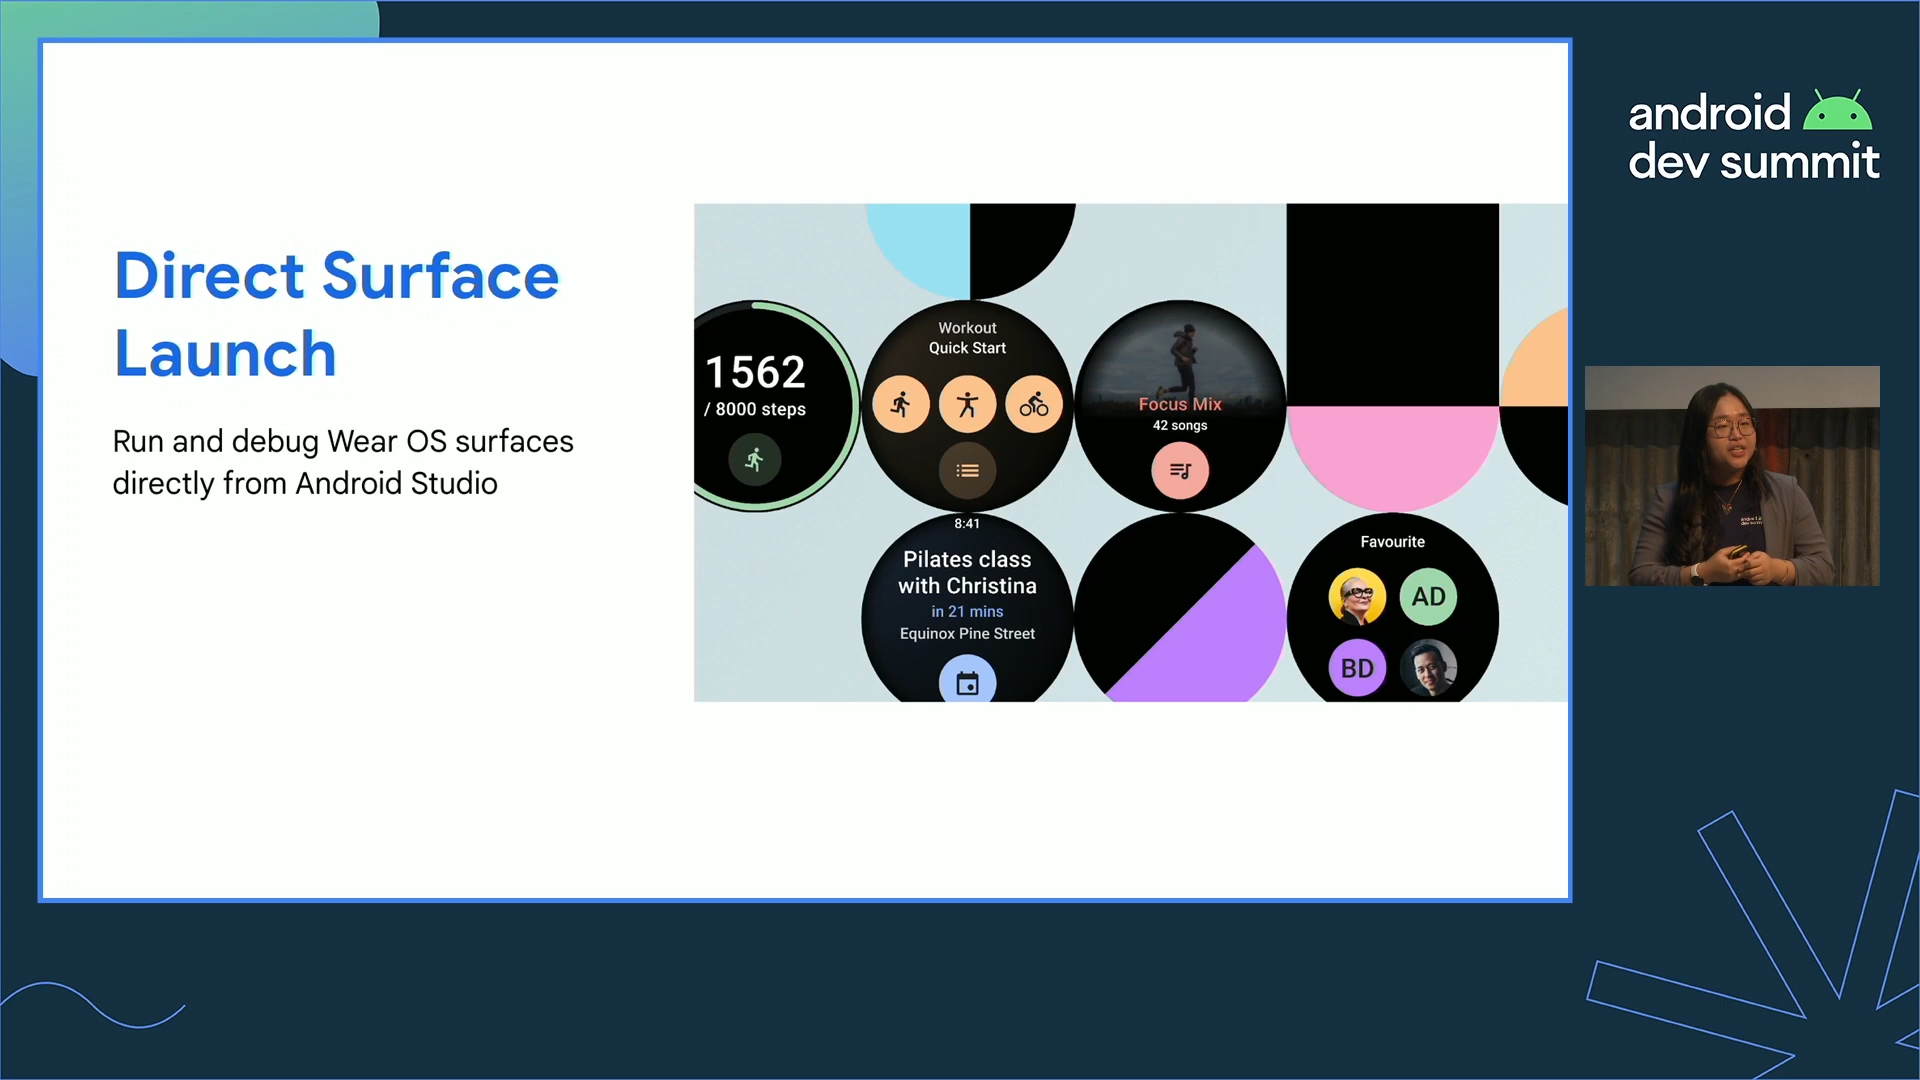 android
dev summit
Direct Surface
Launch
Run and debug Wear OS surfaces
directly from Android Studio
1562
/ 8000 steps
Workout
Quick Start
Focus Mix
42 songs
8:41
Pilates class
with Christina
in 21 mins
Equinox Pine Street
Favourite
AD
BD